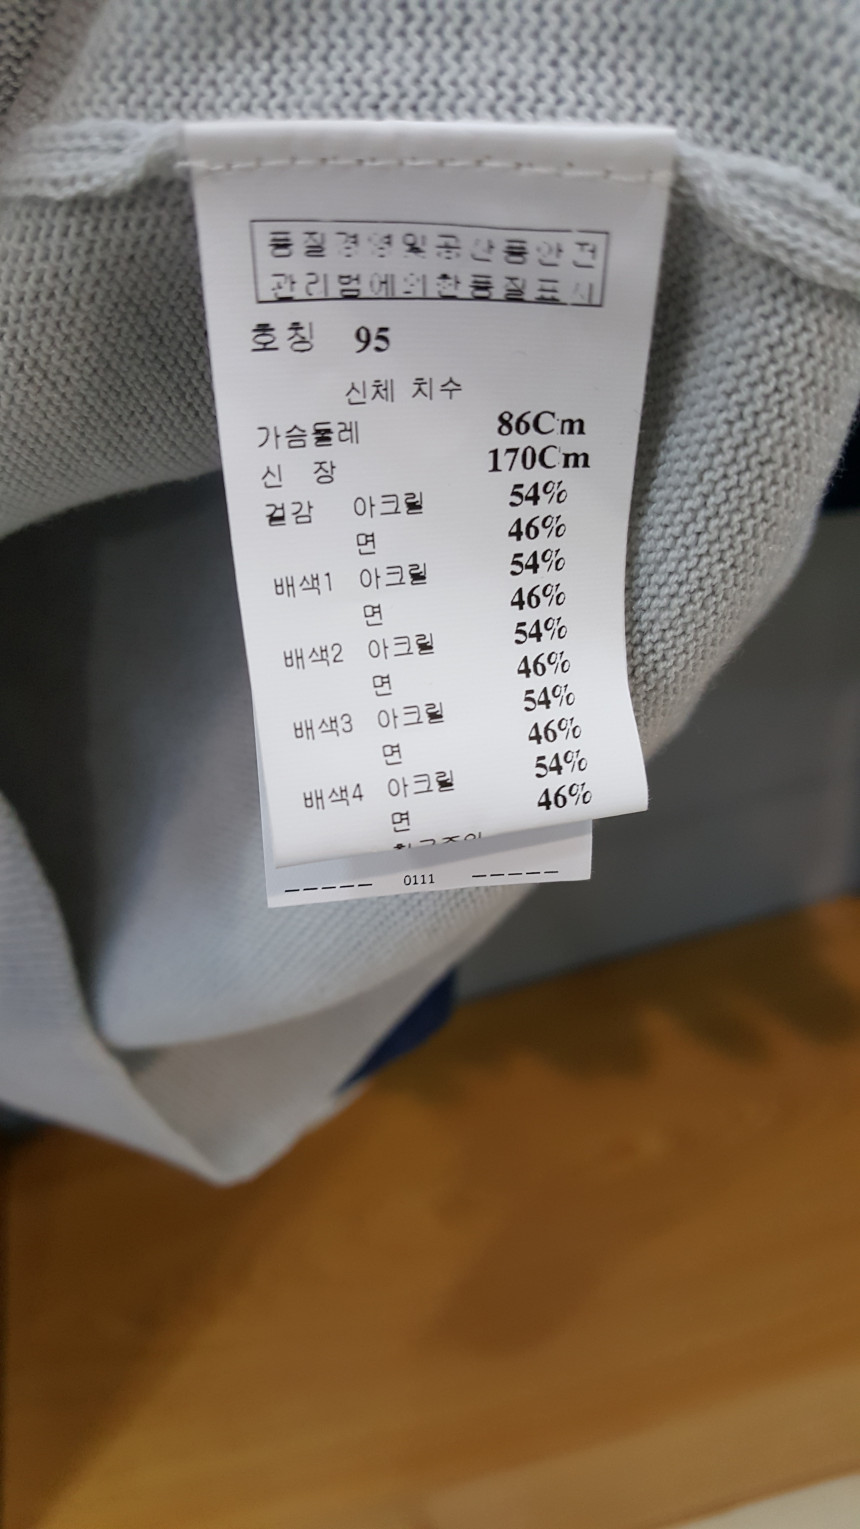 품질경영및공산품안전
관리법에의한품질표시
호칭 95
신체 치수
가슴둘레 86Cm
신 장 170Cm
겉감 아크릴 54%
면 46%
배색1 아크릴 54%
면 46%
배색2 아크릴 54%
면 46%
배색3 아크릴 54%
면 46%
배색4 아크릴 54%
면 46%
----- 0111 -----